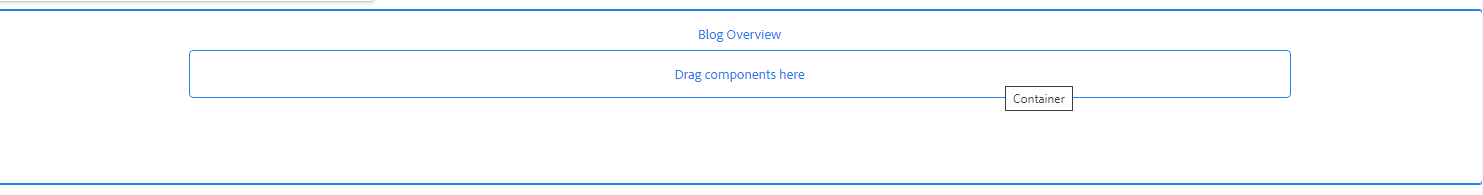 Blog Overview
Drag components here
Container